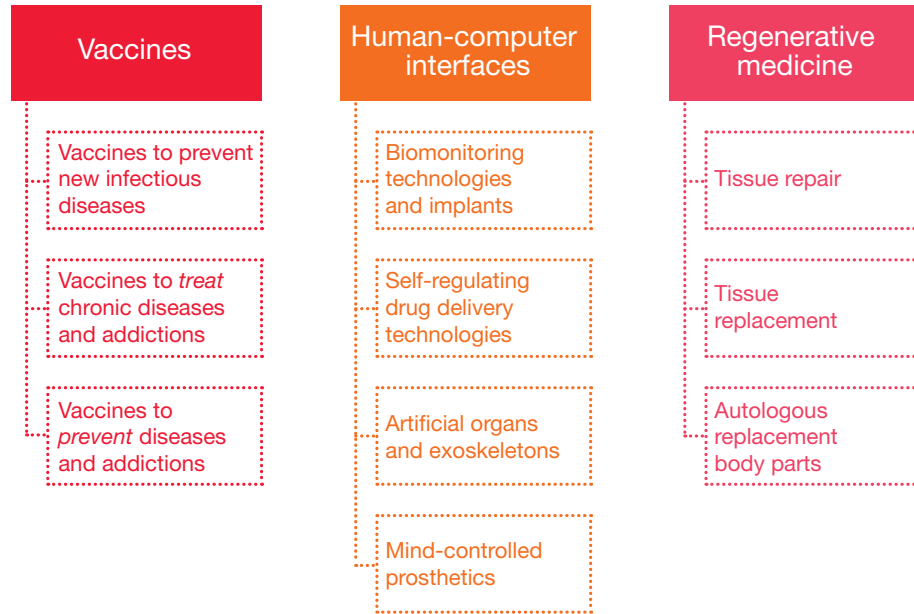 Vaccines
Vaccines to prevent
new infectious
diseases
Vaccines to treat
chronic diseases
and addictions
Vaccines to
prevent diseases
and addictions
Human-computer
interfaces
Biomonitoring
technologies
and implants
Self-regulating
drug delivery
technologies
Artificial organs
and exoskeletons
Mind-controlled
prosthetics
Regenerative
medicine
Tissue repair
Tissue
replacement
Autologous
replacement
body parts